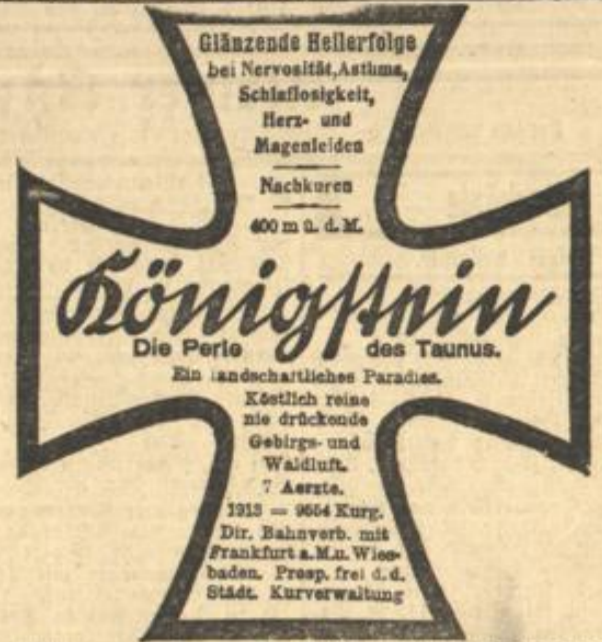 Glänzende Heilerfolge
bei Nervosität, Asthma,
Schlaflosigkeit,
Herz- und
Magenleiden
Nachkuren
400 m ü. d. M.
Königstein
Die Perle des Taunus.
Ein landschaftliches Paradies.
Köstlich reine
nie drückende
Gebirgs- und
Waldluft.
7 Aerzte.
1913 = 9654 Kurg.
Dir. Bahnverb. mit
Frankfurt a. M. u. Wies-
baden. Prosp. frei d. d.
Städt. Kurverwaltung